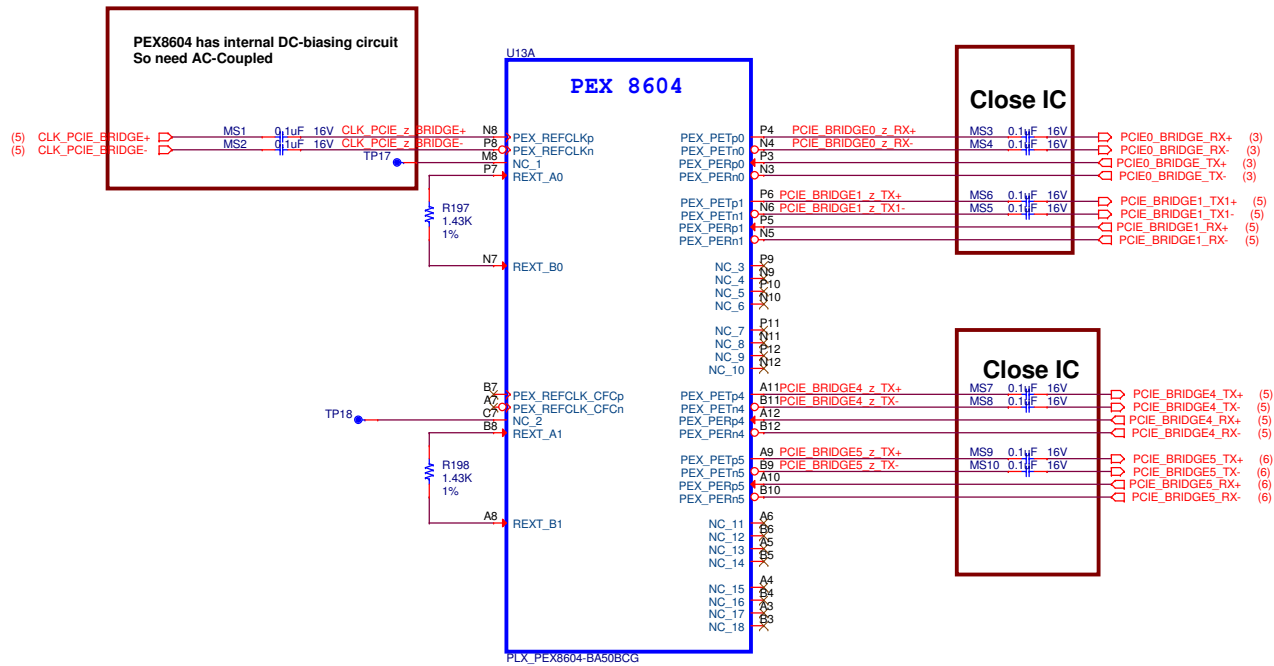 PEX8604 has internal DC-biasing circuit
So need AC-Coupled
U13A
PEX 8604
Close IC
(5) CLK_PCIE_BRIDGE+ MS1 0.1uF 16V CLK_PCIE_z_BRIDGE+ N8 PEX_REFCLKp
(5) CLK_PCIE_BRIDGE- MS2 0.1uF 16V CLK_PCIE_z_BRIDGE- P8 PEX_REFCLKn
TP17 M8 NC_1
P7 REXT_A0
R197
1.43K
1%
N7 REXT_B0
B7 PEX_REFCLK_CFCp
A7 PEX_REFCLK_CFCn
TP18 C7 NC_2
B8 REXT_A1
R198
1.43K
1%
A8 REXT_B1
PEX_PETp0 P4 PCIE_BRIDGE0_z_RX+ MS3 0.1uF 16V PCIE0_BRIDGE_RX+ (3)
PEX_PETn0 N4 PCIE_BRIDGE0_z_RX- MS4 0.1uF 16V PCIE0_BRIDGE_RX- (3)
PEX_PERp0 P3 PCIE0_BRIDGE_TX+ (3)
PEX_PERn0 N3 PCIE0_BRIDGE_TX- (3)
PEX_PETp1 P6 PCIE_BRIDGE1_z_TX+ MS6 0.1uF 16V PCIE_BRIDGE1_TX1+ (5)
PEX_PETn1 N6 PCIE_BRIDGE1_z_TX1- MS5 0.1uF 16V PCIE_BRIDGE1_TX1- (5)
PEX_PERp1 P5 PCIE_BRIDGE1_RX+ (5)
PEX_PERn1 N5 PCIE_BRIDGE1_RX- (5)
NC_3 P9
NC_4 N9
NC_5 P10
NC_6 N10
NC_7 P11
NC_8 N11
NC_9 P12
NC_10 N12
Close IC
PEX_PETp4 A11 PCIE_BRIDGE4_z_TX+ MS7 0.1uF 16V PCIE_BRIDGE4_TX+ (5)
PEX_PETn4 B11 PCIE_BRIDGE4_z_TX- MS8 0.1uF 16V PCIE_BRIDGE4_TX- (5)
PEX_PERp4 A12 PCIE_BRIDGE4_RX+ (5)
PEX_PERn4 B12 PCIE_BRIDGE4_RX- (5)
PEX_PETp5 A9 PCIE_BRIDGE5_z_TX+ MS9 0.1uF 16V PCIE_BRIDGE5_TX+ (6)
PEX_PETn5 B9 PCIE_BRIDGE5_z_TX- MS10 0.1uF 16V PCIE_BRIDGE5_TX- (6)
PEX_PERp5 A10 PCIE_BRIDGE5_RX+ (6)
PEX_PERn5 B10 PCIE_BRIDGE5_RX- (6)
NC_11 A6
NC_12 B6
NC_13 A5
NC_14 B5
NC_15 A4
NC_16 B4
NC_17 A3
NC_18 B3
PLX_PEX8604-BA50BCG